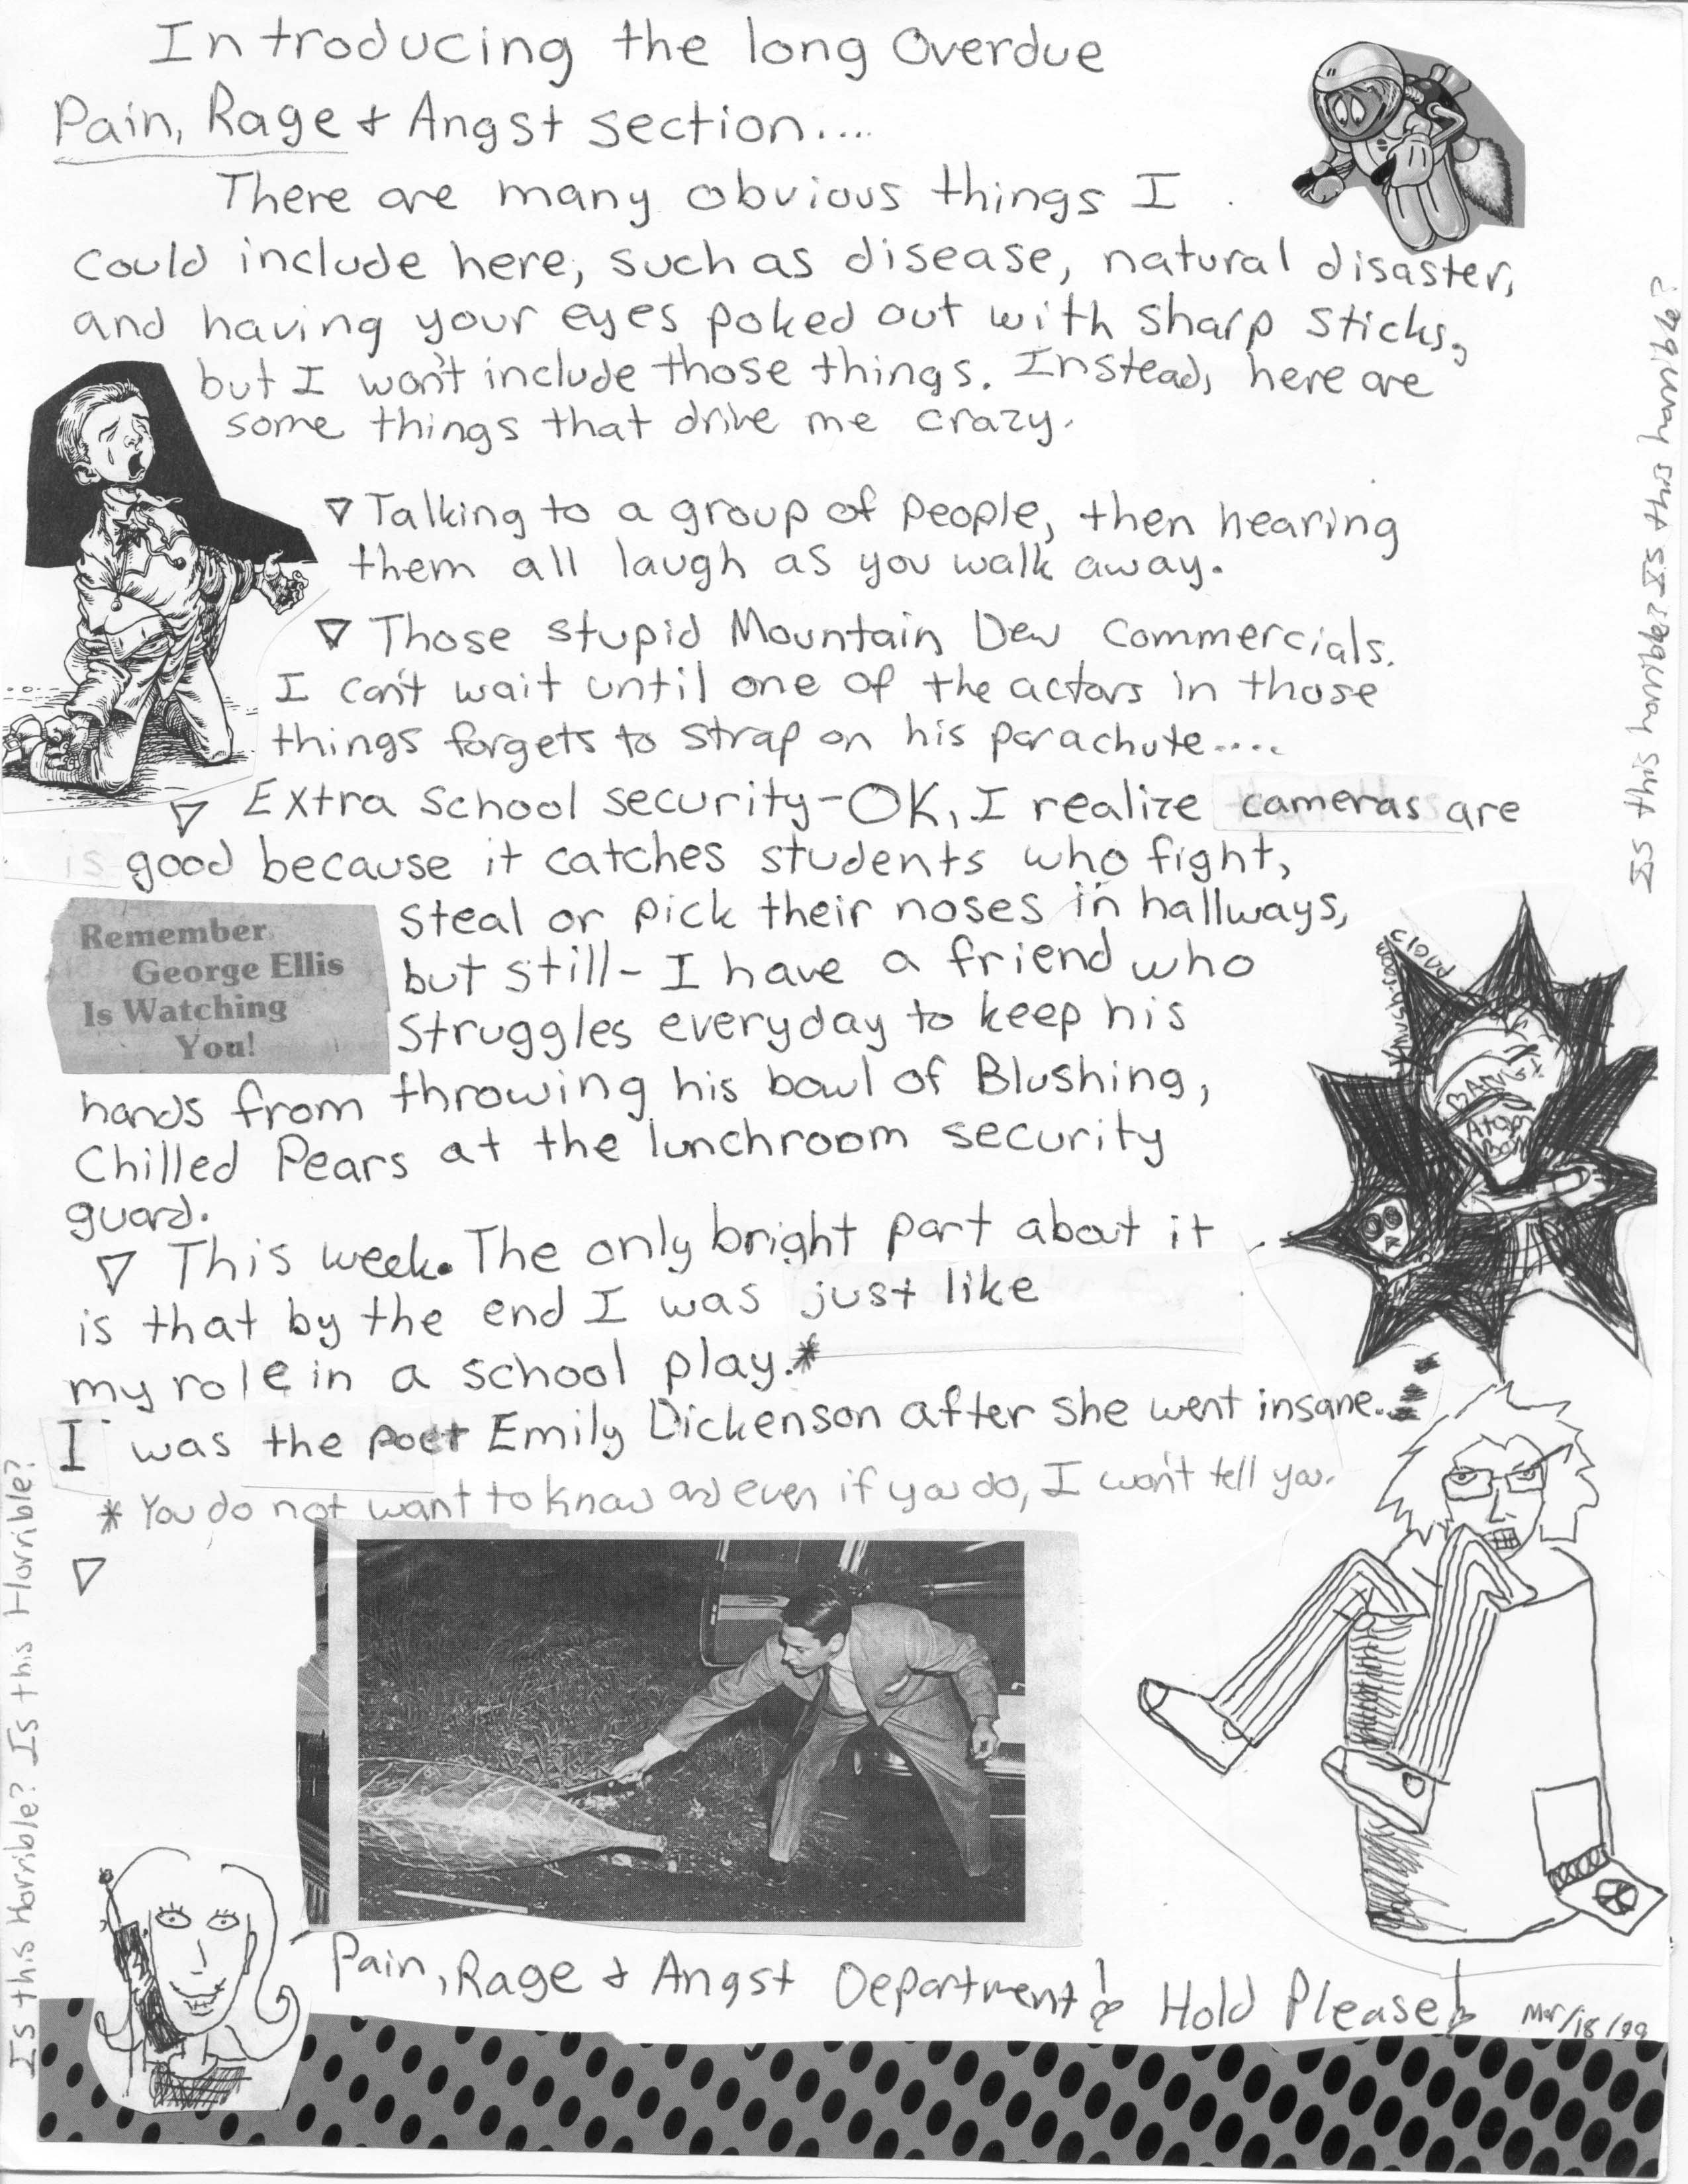 Introducing the long Overdue
Pain, Rage & Angst section....
There are many obvious things I
could include here, such as disease, natural disaster,
and having your eyes poked out with sharp sticks,
but I won't include those things. Instead, here are
some things that drive me crazy.
▽ Talking to a group of people, then hearing
them all laugh as you walk away.
▽ Those stupid Mountain Dew commercials.
I can't wait until one of the actors in those
things forgets to strap on his parachute....
▽ Extra school security-OK, I realize cameras are
good because it catches students who fight,
steal or pick their noses in hallways,
but still- I have a friend who
struggles everyday to keep his
hands from throwing his bowl of Blushing,
Chilled Pears at the lunchroom security
guard.
Remember
George Ellis
Is Watching
You!
▽ This week. The only bright part about it
is that by the end I was just like
my role in a school play.*
I was the poet Emily Dickenson after she went insane..
* You do not want to know and even if you do, I won't tell you.
▽
Pain, Rage & Angst Department! Hold Please!
Mar/18/99
Is this Horrible? Is this Horrible?
Is this funny yet?
Mush-room
cloud
BANG!
Atom
Bomb